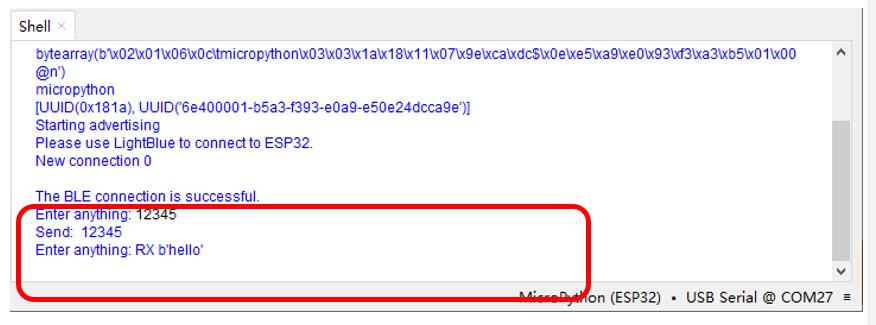 Shell ×
bytearray(b'\x02\x01\x06\x0c\tmicropython\x03\x03\x1a\x18\x11\x07\x9e\xca\xdc$\x0e\xe5\xa9\xe0\x93\xf3\xa3\xb5\x01\x00
@n')
micropython
[UUID(0x181a), UUID('6e400001-b5a3-f393-e0a9-e50e24dcca9e')]
Starting advertising
Please use LightBlue to connect to ESP32.
New connection 0
The BLE connection is successful.
Enter anything: 12345
Send:  12345
Enter anything: RX b'hello'
MicroPython (ESP32) • USB Serial @ COM27 ≡